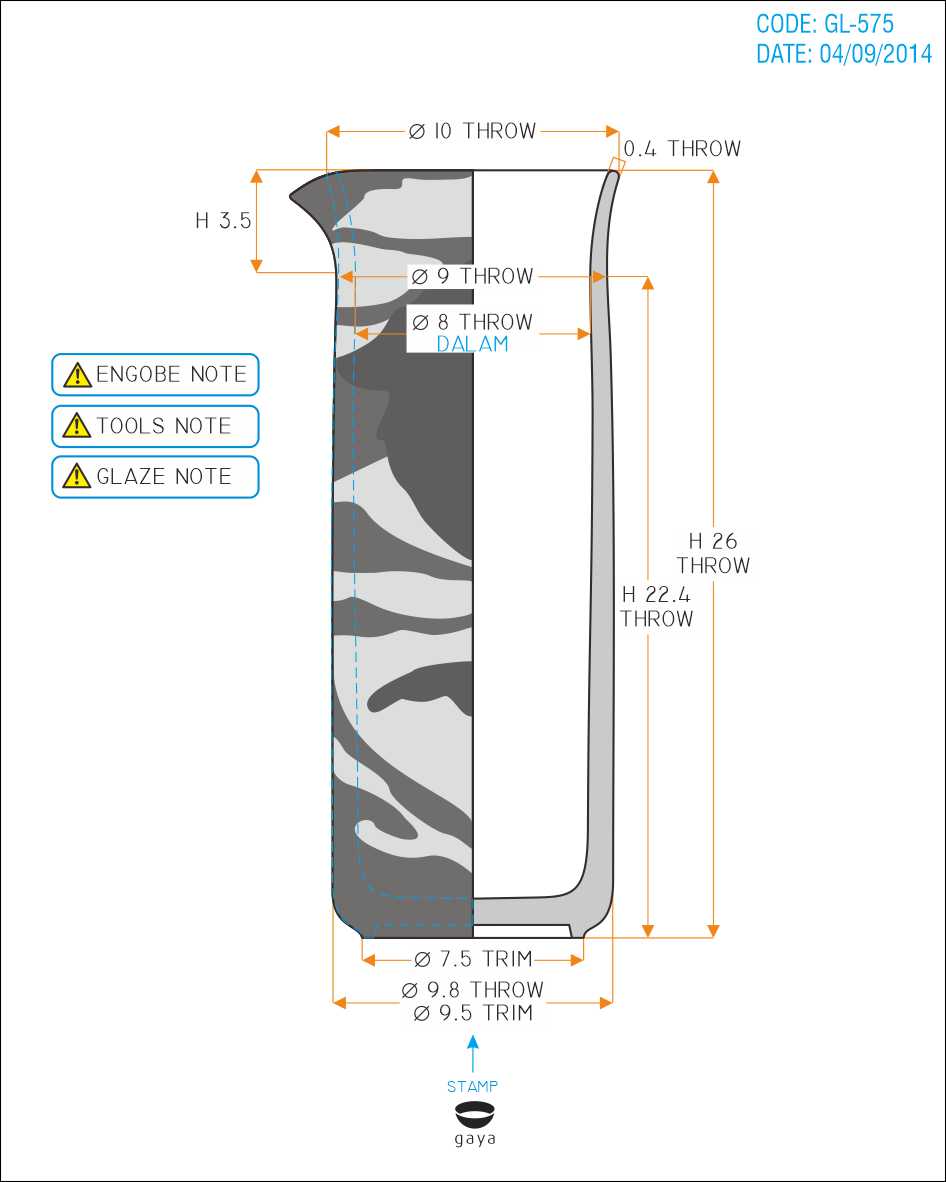 CODE: GL-575
DATE: 04/09/2014
Ø 10 THROW
0.4 THROW
H 3.5
Ø 9 THROW
Ø 8 THROW
DALAM
ENGOBE NOTE
TOOLS NOTE
GLAZE NOTE
H 26
THROW
H 22.4
THROW
Ø 7.5 TRIM
Ø 9.8 THROW
Ø 9.5 TRIM
STAMP
gaya